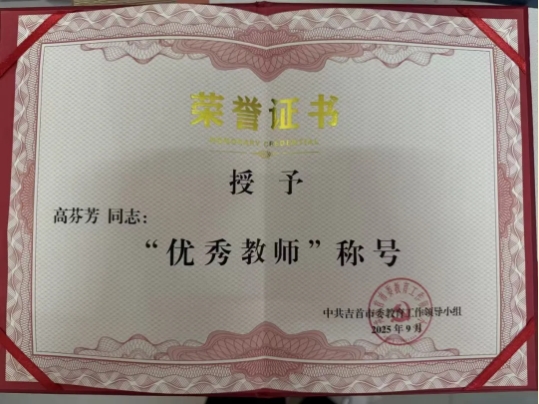 荣誉证书
授予
高芬芳 同志：
“优秀教师”称号
中共吉首市委教育工作领导小组
2025年9月